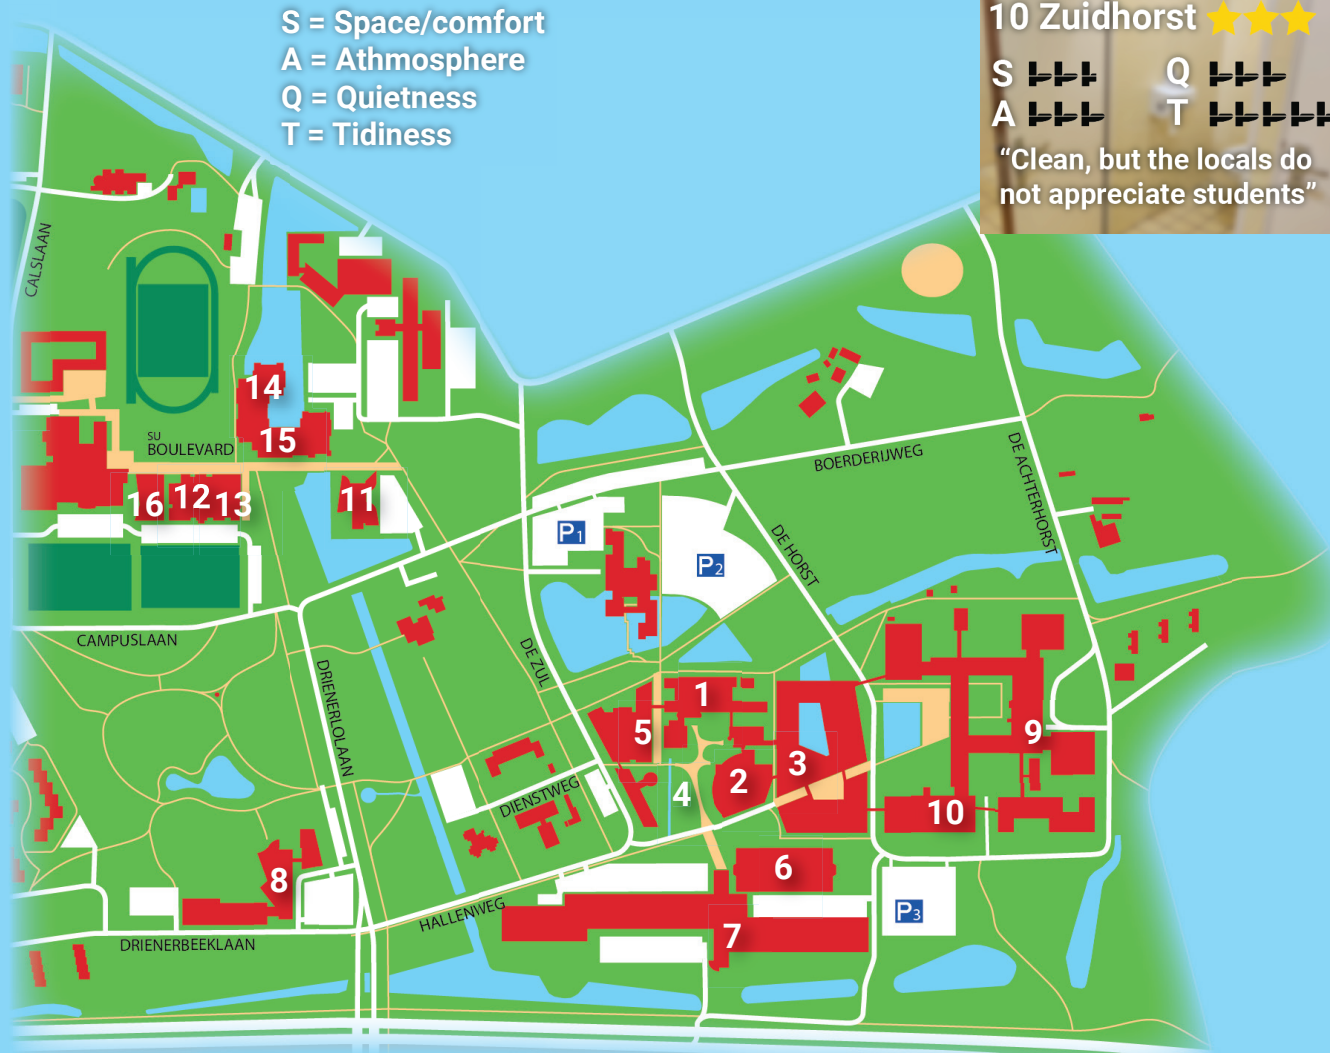 S = Space/comfort
A = Athmosphere
Q = Quietness
T = Tidiness
10 Zuidhorst
S
Q
A
T
“Clean, but the locals do
not appreciate students”
CALSLAAN
14
SU
BOULEVARD
15
16
12
13
11
BOERDERIJWEG
DE ACHTERHORST
P1
P2
DE HORST
CAMPUSLAAN
DRIENERLOLAAN
DE ZUL
1
5
9
3
2
4
DIENSTWEG
10
6
8
HALLENWEG
P3
7
DRIENERBEEKLAAN